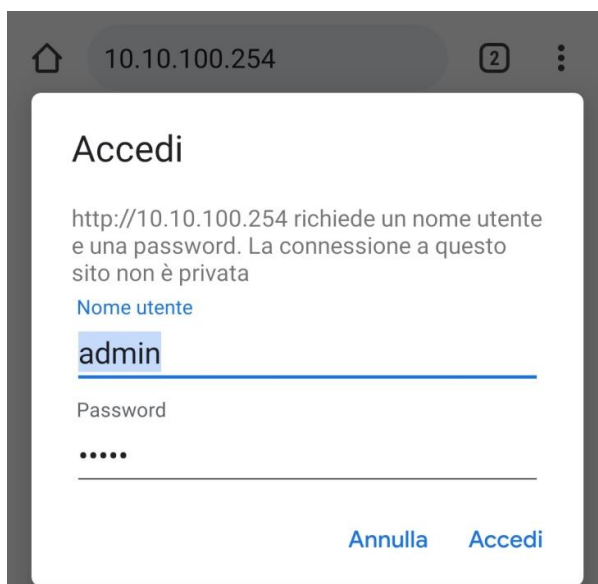 10.10.100.254
2
Accedi
http://10.10.100.254 richiede un nome utente
e una password. La connessione a questo
sito non è privata
Nome utente
admin
Password
•••••
Annulla
Accedi